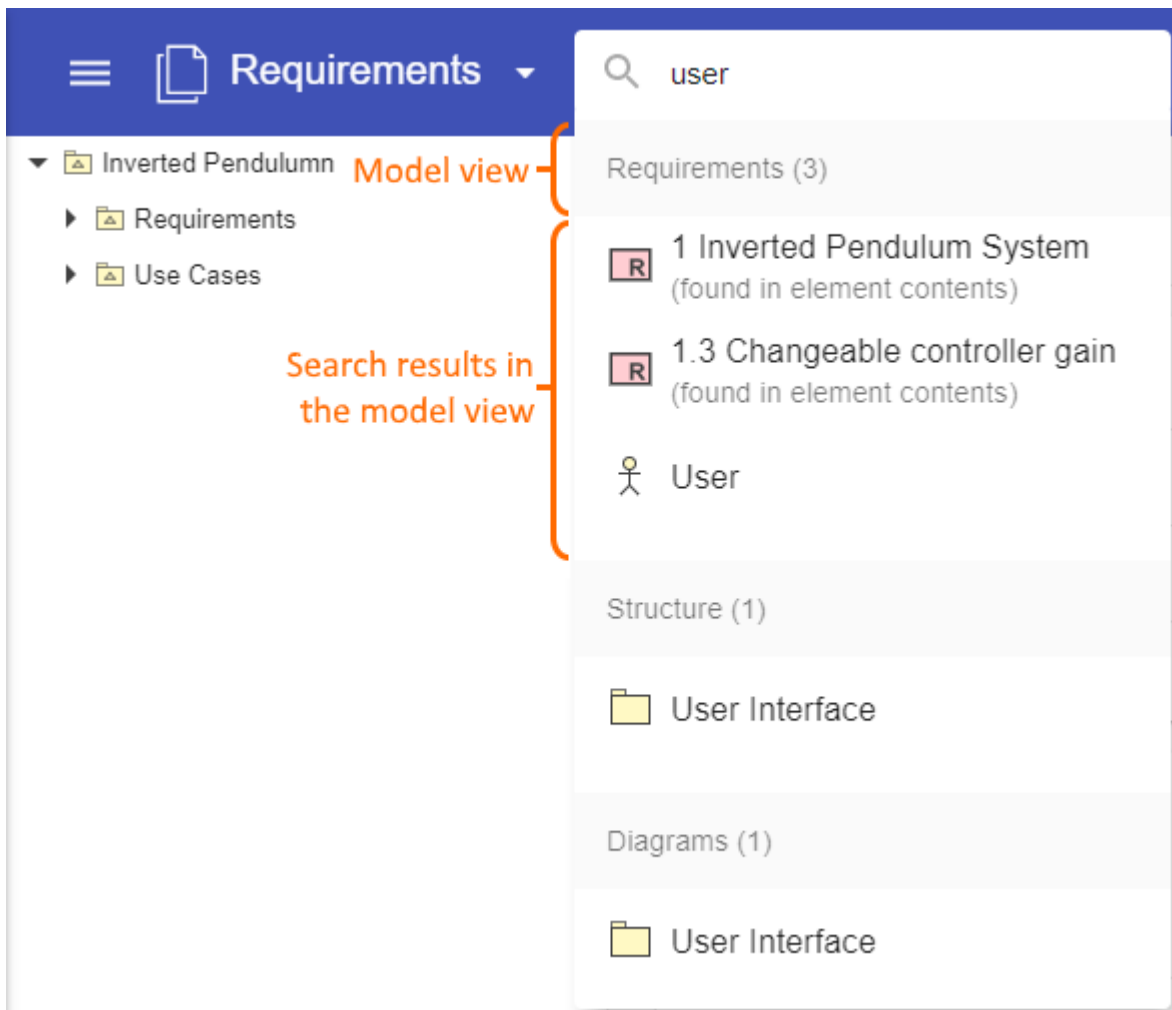 Requirements
user
Inverted Pendulumn
Requirements
Use Cases
Model view
Search results in
the model view
Requirements (3)
R
1 Inverted Pendulum System
(found in element contents)
R
1.3 Changeable controller gain
(found in element contents)
User
Structure (1)
User Interface
Diagrams (1)
User Interface